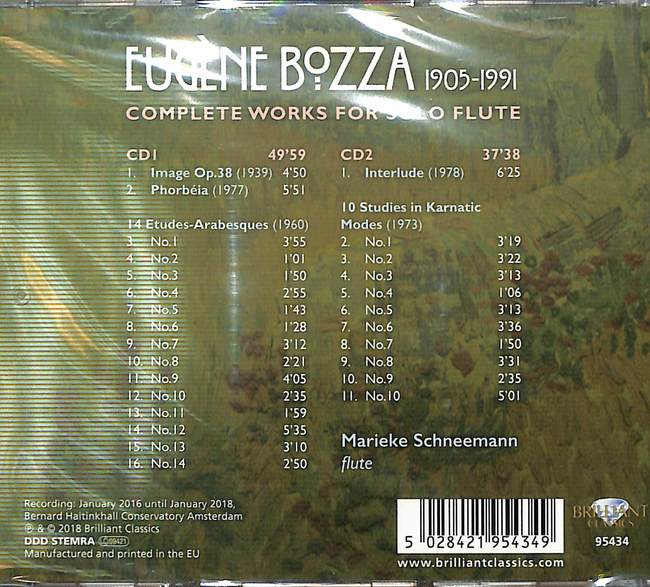 EUGÈNE BOZZA 1905-1991
COMPLETE WORKS FOR SOLO FLUTE
CD1 49'59
1. Image Op.38 (1939) 4'50
2. Phorbéia (1977) 5'51
14 Etudes-Arabesques (1960)
3. No.1 3'55
4. No.2 1'01
5. No.3 1'50
6. No.4 2'55
7. No.5 1'43
8. No.6 1'28
9. No.7 3'12
10. No.8 2'21
11. No.9 4'05
12. No.10 2'35
13. No.11 1'59
14. No.12 5'35
15. No.13 3'10
16. No.14 2'50
CD2 37'38
1. Interlude (1978) 6'25
10 Studies in Karnatic
Modes (1973)
2. No.1 3'19
3. No.2 3'22
4. No.3 3'13
5. No.4 1'06
6. No.5 3'13
7. No.6 3'36
8. No.7 1'50
9. No.8 3'31
10. No.9 2'35
11. No.10 5'01
Marieke Schneemann
flute
Recording: January 2016 until January 2018,
Bernard Haitinkhall Conservatory Amsterdam
℗ & © 2018 Brilliant Classics
DDD STEMRA
Manufactured and printed in the EU
5 028421 954349
www.brilliantclassics.com
BRILLIANT
CLASSICS
95434